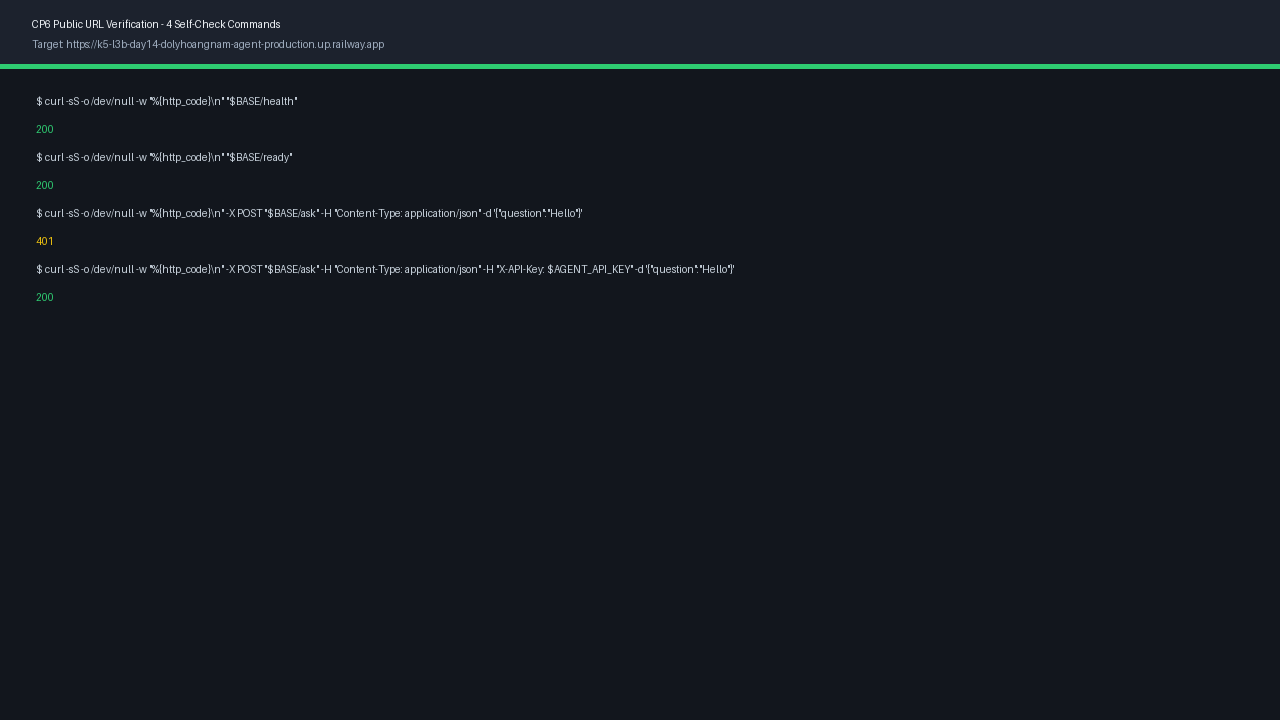 CP6 Public URL Verification - 4 Self-Check Commands
Target: https://k5-l3b-day14-dolyhoangnam-agent-production.up.railway.app
$ curl -sS -o /dev/null -w "%{http_code}\n" "$BASE/health"
200
$ curl -sS -o /dev/null -w "%{http_code}\n" "$BASE/ready"
200
$ curl -sS -o /dev/null -w "%{http_code}\n" -X POST "$BASE/ask" -H "Content-Type: application/json" -d '{"question":"Hello"}'
401
$ curl -sS -o /dev/null -w "%{http_code}\n" -X POST "$BASE/ask" -H "Content-Type: application/json" -H "X-API-Key: $AGENT_API_KEY" -d '{"question":"Hello"}'
200